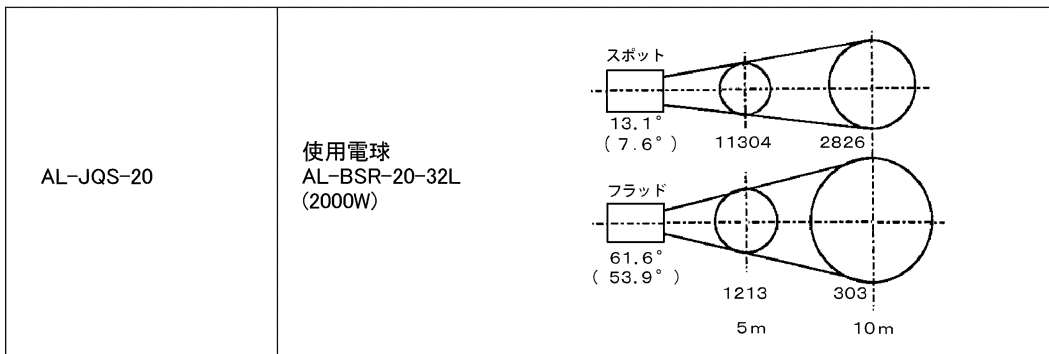 AL-JQS-20
使用電球
AL-BSR-20-32L
(2000W)
スポット
13.1°
( 7.6° )
11304
2826
フラッド
61.6°
( 53.9° )
1213
303
5m
10m